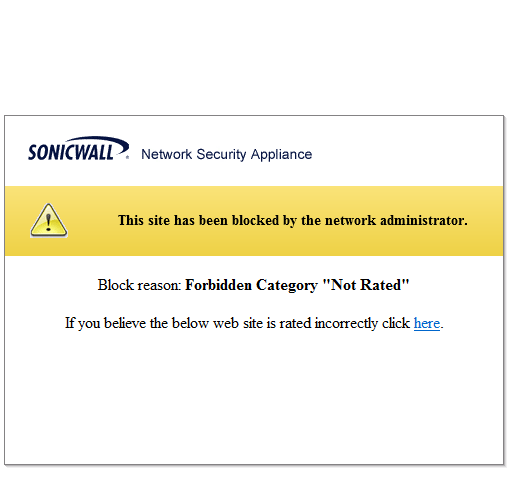 SONICWALL Network Security Appliance
This site has been blocked by the network administrator.
Block reason: Forbidden Category "Not Rated"
If you believe the below web site is rated incorrectly click here.